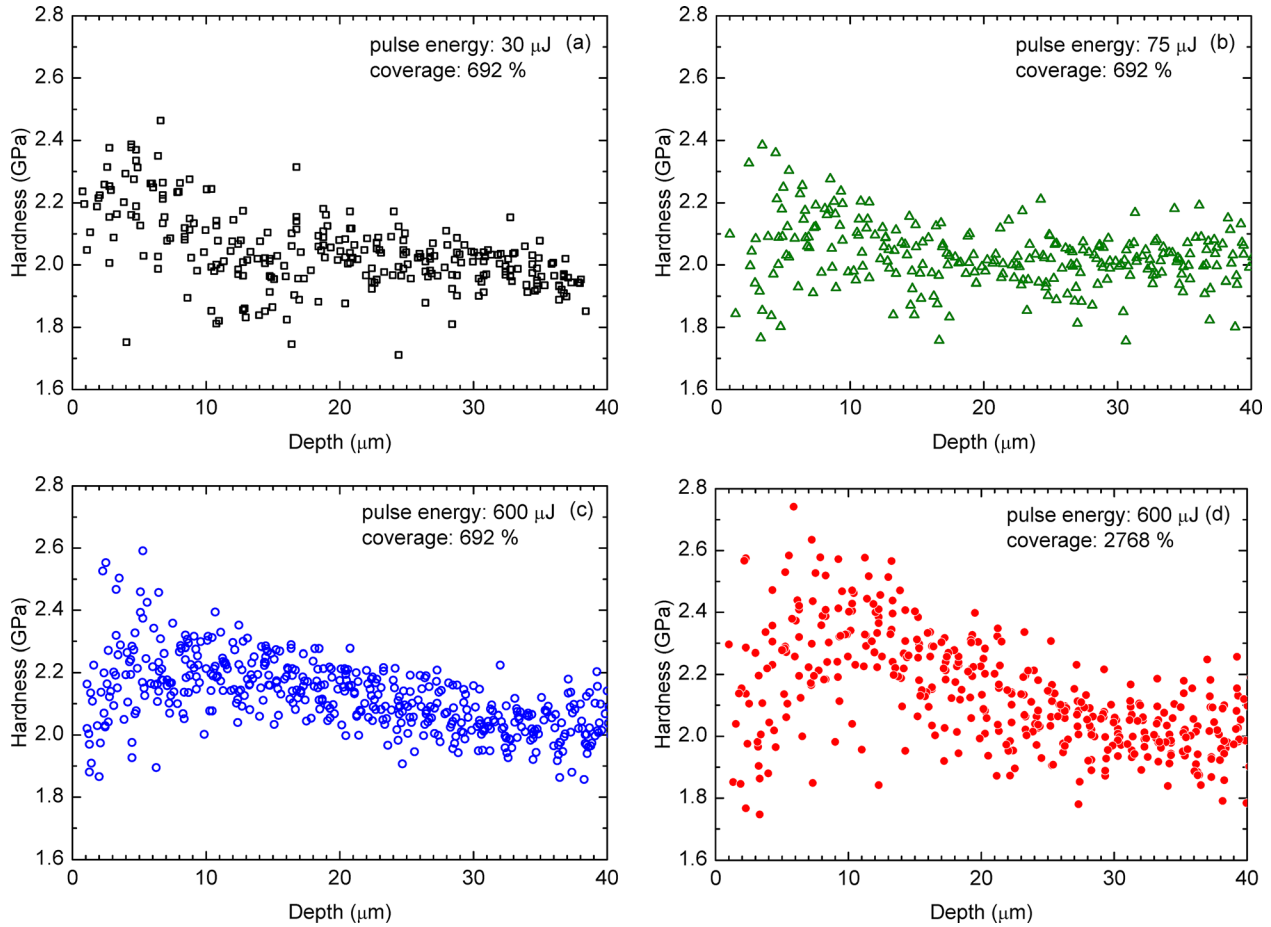 2.8
2.6
2.4
2.2
2.0
1.8
1.6
Hardness (GPa)
pulse energy: 30 μJ (a)
coverage: 692 %
0 10 20 30 40
Depth (μm)
2.8
2.6
2.4
2.2
2.0
1.8
1.6
Hardness (GPa)
pulse energy: 75 μJ (b)
coverage: 692 %
0 10 20 30 40
Depth (μm)
2.8
2.6
2.4
2.2
2.0
1.8
1.6
Hardness (GPa)
pulse energy: 600 μJ (c)
coverage: 692 %
0 10 20 30 40
Depth (μm)
2.8
2.6
2.4
2.2
2.0
1.8
1.6
Hardness (GPa)
pulse energy: 600 μJ (d)
coverage: 2768 %
0 10 20 30 40
Depth (μm)